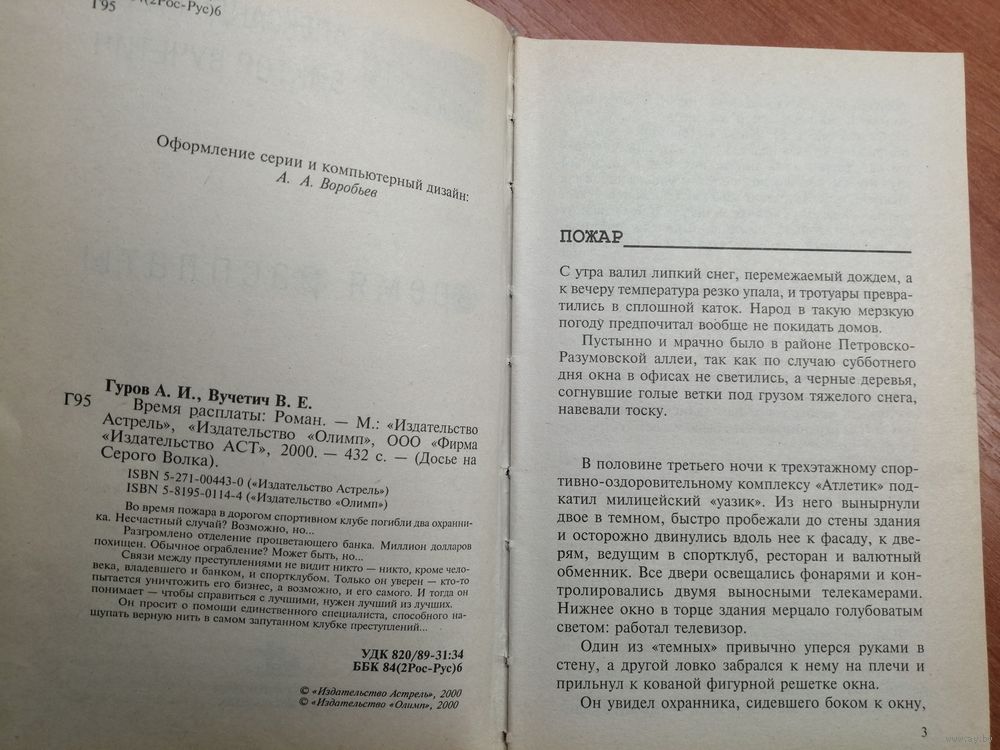 84(2Рос-Рус)6
Г95
Оформление серии и компьютерный дизайн:
А. А. Воробьев
Гуров А. И., Вучетич В. Е.
Г95 Время расплаты: Роман. — М.: «Издательство
Астрель», «Издательство «Олимп», ООО «Фирма
«Издательство АСТ», 2000. — 432 с. — (Досье на
Серого Волка).
ISBN 5-271-00443-0 («Издательство Астрель»)
ISBN 5-8195-0114-4 («Издательство «Олимп»)
Во время пожара в дорогом спортивном клубе погибли два охранни-
ка. Несчастный случай? Возможно, но...
Разгромлено отделение процветающего банка. Миллион долларов
похищен. Обычное ограбление? Может быть, но...
Связи между преступлениями не видит никто — никто, кроме чело-
века, владевшего и банком, и спортклубом. Только он уверен — кто-то
пытается уничтожить его бизнес, а возможно, и его самого. И тогда он
понимает — чтобы справиться с лучшими, нужен лучший из лучших.
Он просит о помощи единственного специалиста, способного на-
щупать верную нить в самом запутанном клубке преступлений...
УДК 820/89-31:34
ББК 84(2Рос-Рус)6
© «Издательство Астрель», 2000
© «Издательство «Олимп», 2000
ПОЖАР
С утра валил липкий снег, перемежаемый дождем, а
к вечеру температура резко упала, и тротуары превра-
тились в сплошной каток. Народ в такую мерзкую
погоду предпочитал вообще не покидать домов.
Пустынно и мрачно было в районе Петровско-
Разумовской аллеи, так как по случаю субботнего
дня окна в офисах не светились, а черные деревья,
согнувшие голые ветки под грузом тяжелого снега,
навевали тоску.
В половине третьего ночи к трехэтажному спор-
тивно-оздоровительному комплексу «Атлетик» под-
катил милицейский «уазик». Из него вынырнули
двое в темном, быстро пробежали до стены здания
и осторожно двинулись вдоль нее к фасаду, к две-
рям, ведущим в спортклуб, ресторан и валютный
обменник. Все двери освещались фонарями и кон-
тролировались двумя выносными телекамерами.
Нижнее окно в торце здания мерцало голубоватым
светом: работал телевизор.
Один из «темных» привычно уперся руками в
стену, а другой ловко забрался к нему на плечи и
прильнул к кованой фигурной решетке окна.
Он увидел охранника, сидевшего боком к окну,
3